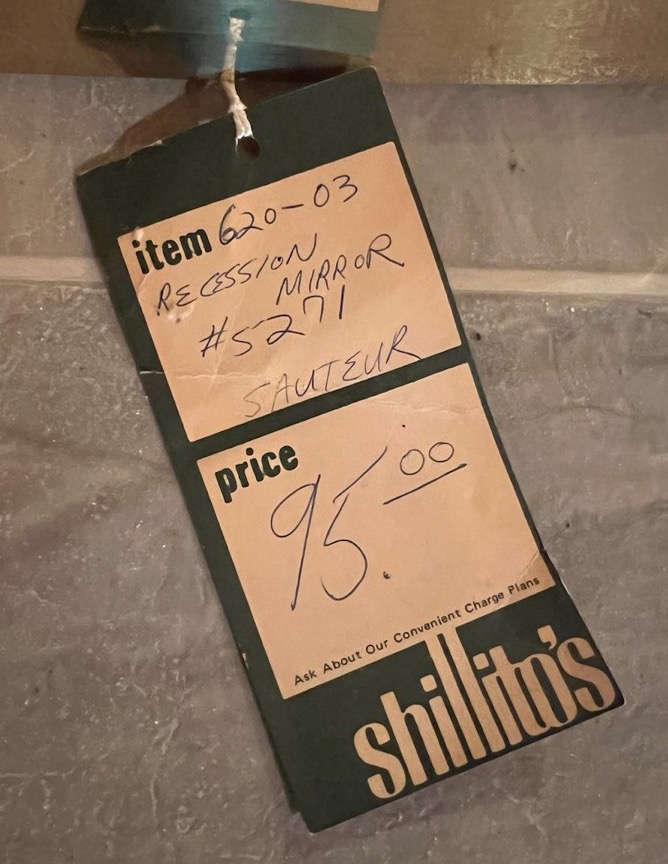 item 620-03
RECESSION
MIRROR
#5271
SAUTEUR
price
95.00
Ask About Our Convenient Charge Plans
shillito's